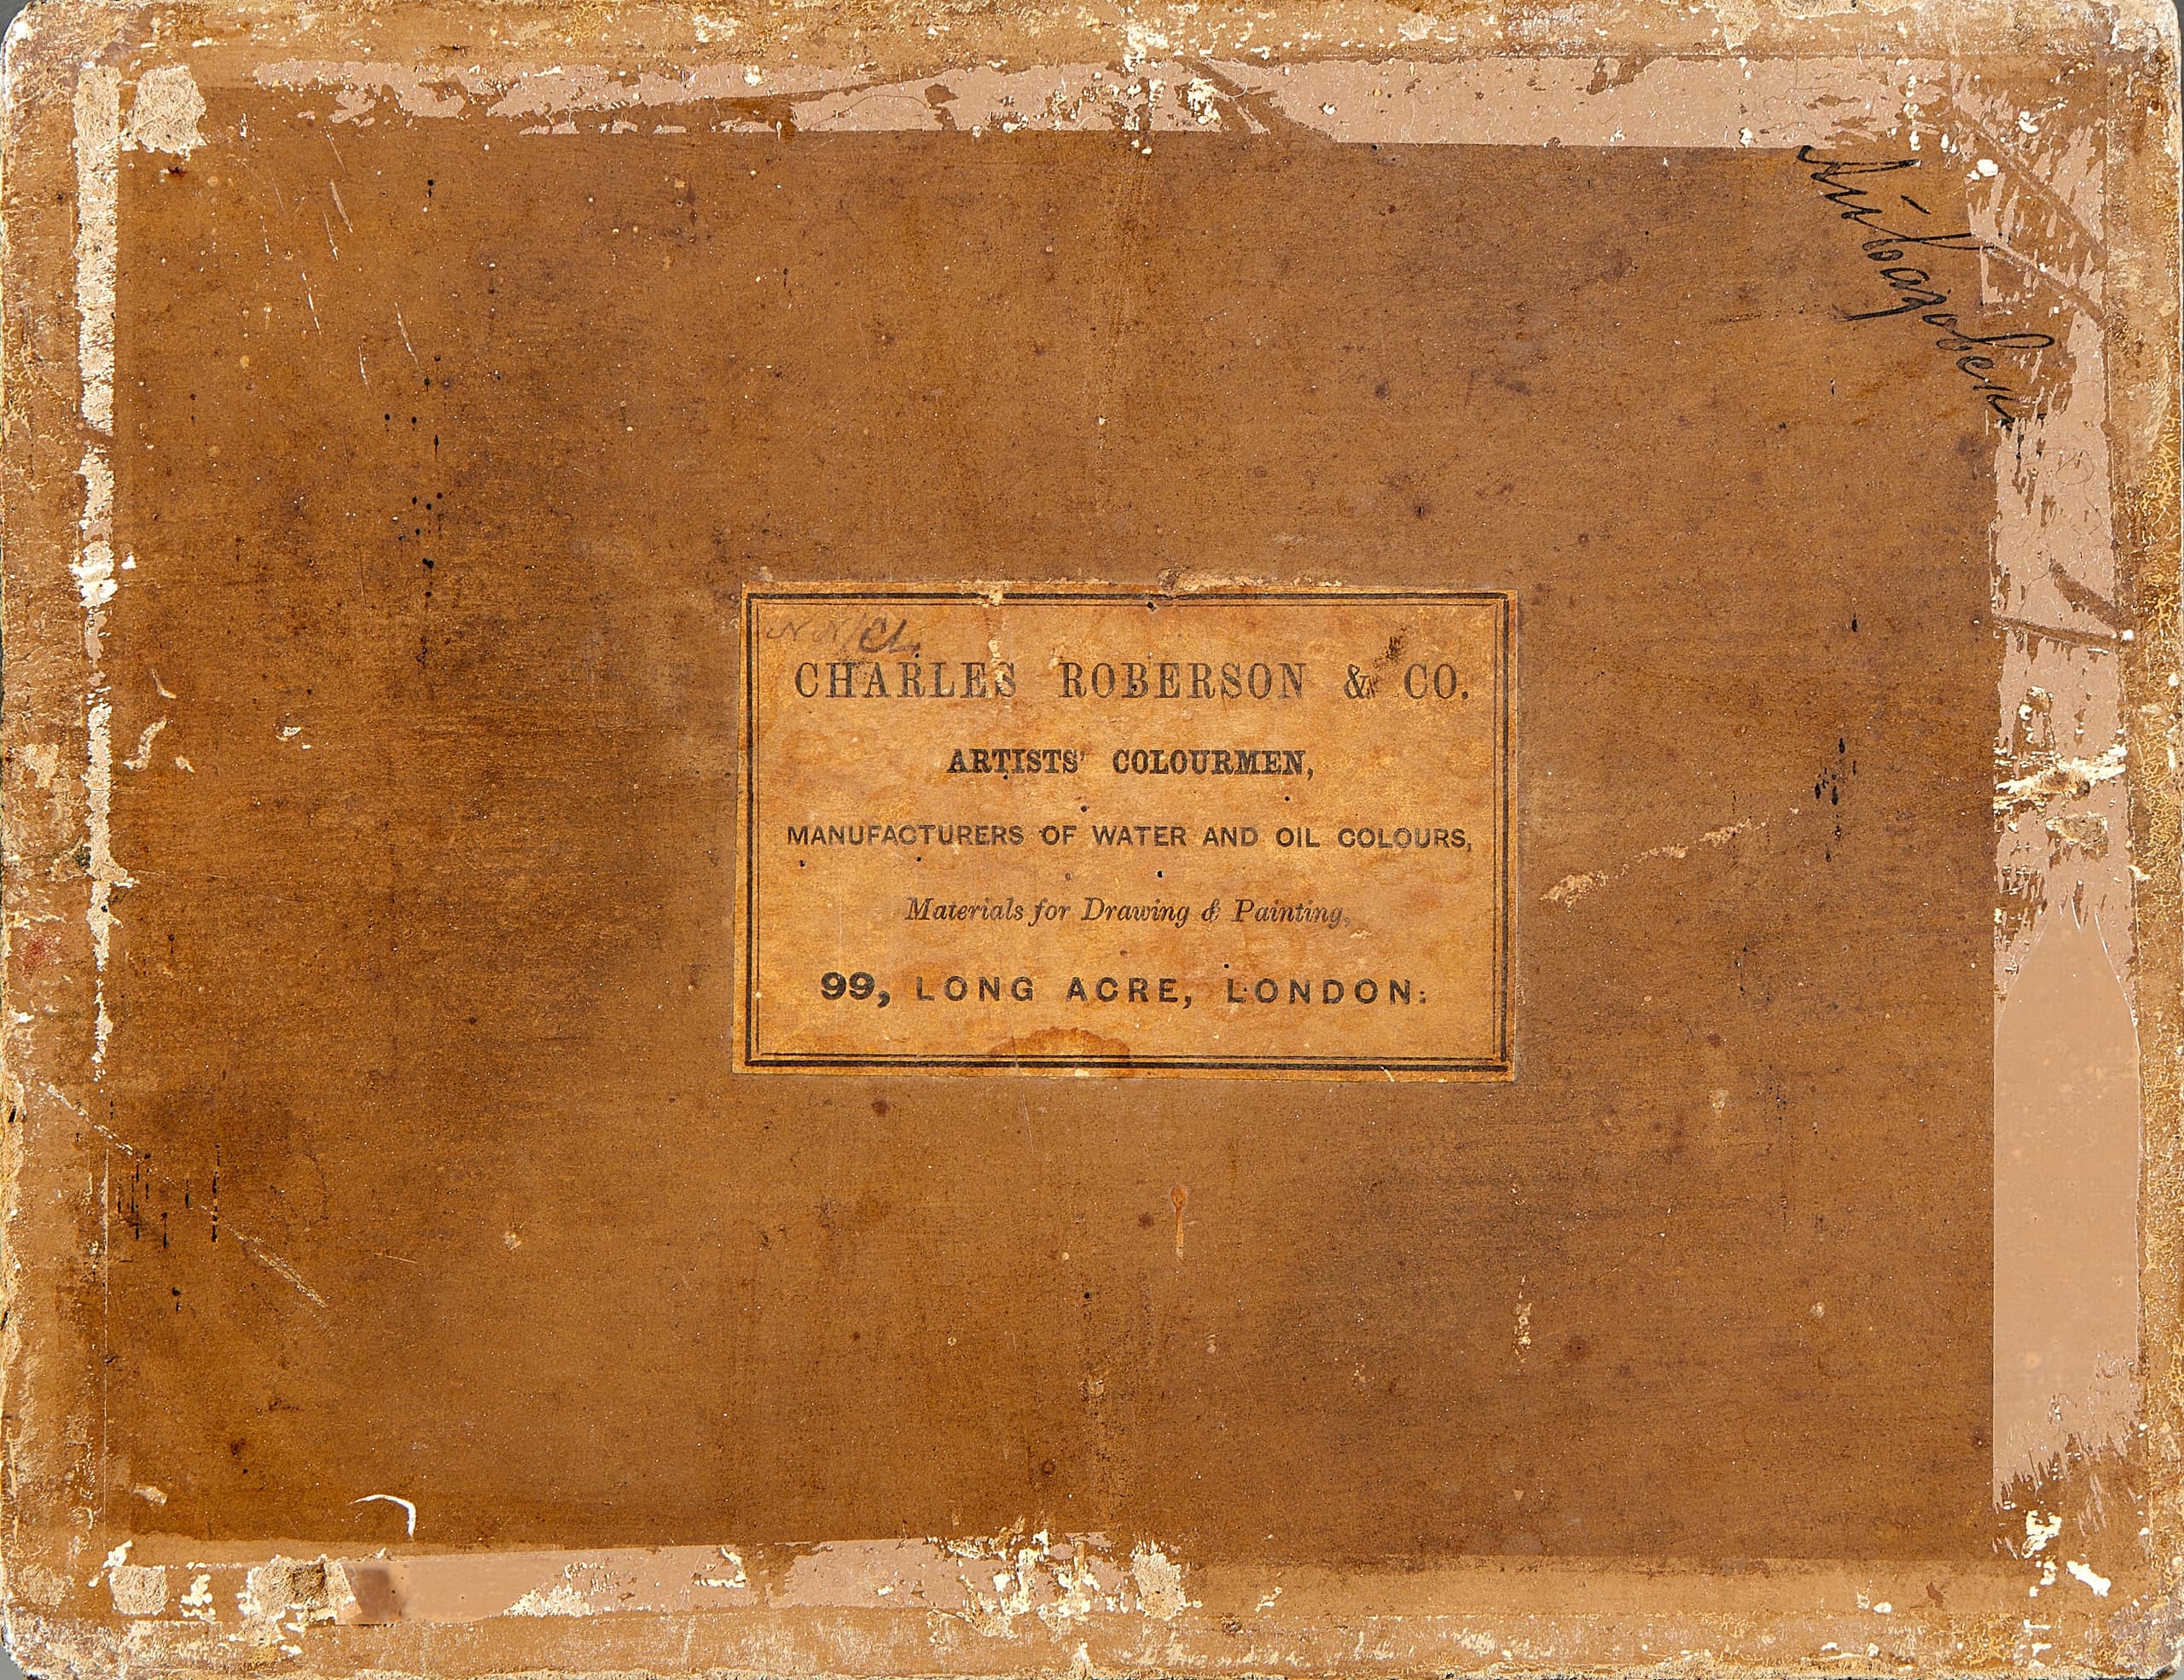 CL.
CHARLES ROBERSON & CO.
ARTISTS' COLOURMEN,
MANUFACTURERS OF WATER AND OIL COLOURS,
Materials for Drawing & Painting,
99, LONG ACRE, LONDON.